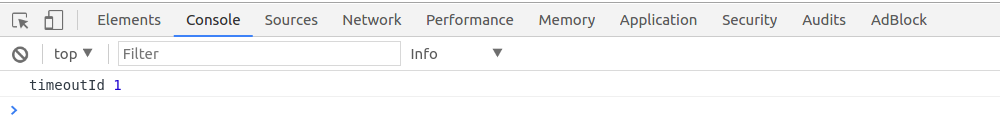 Elements Console Sources Network Performance Memory Application Security Audits AdBlock
top Filter Info
timeoutId 1